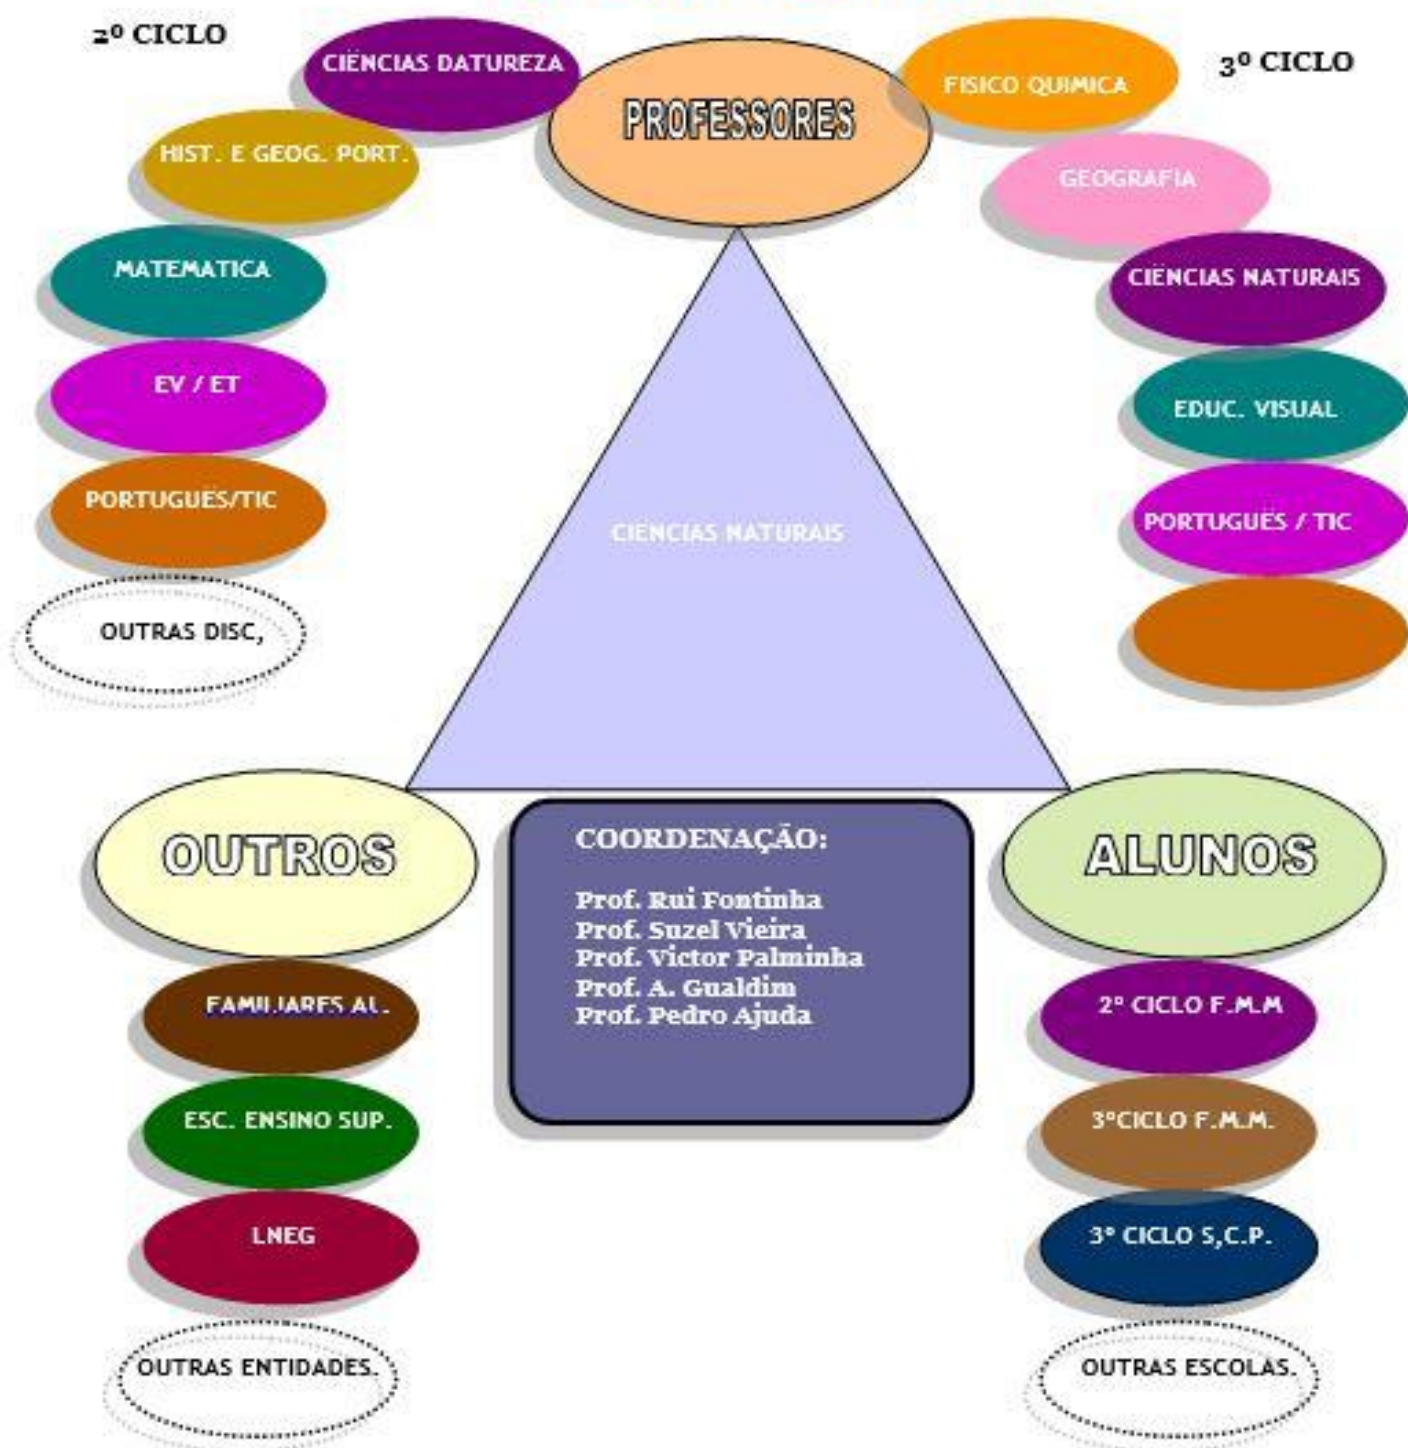 2º CICLO
CIÊNCIAS DATUREZA
PROFESSORES
FISICO QUIMICA
3º CICLO
HIST. E GEOG. PORT.
GEOGRAFIA
MATEMATICA
CIÊNCIAS NATURAIS
EV / ET
EDUC. VISUAL
PORTUGUÊS/TIC
PORTUGUÊS / TIC
CIENCIAS NATURAIS
OUTRAS DISC,
OUTROS
COORDENAÇÃO:
Prof. Rui Fontinha
Prof. Suzel Vieira
Prof. Victor Palminha
Prof. A. Gualdim
Prof. Pedro Ajuda
ALUNOS
FAMILIARES AL.
ESC. ENSINO SUP.
LNEG
OUTRAS ENTIDADES.
2º CICLO F.M.M
3ºCICLO F.M.M.
3º CICLO S,C.P.
OUTRAS ESCOLAS.